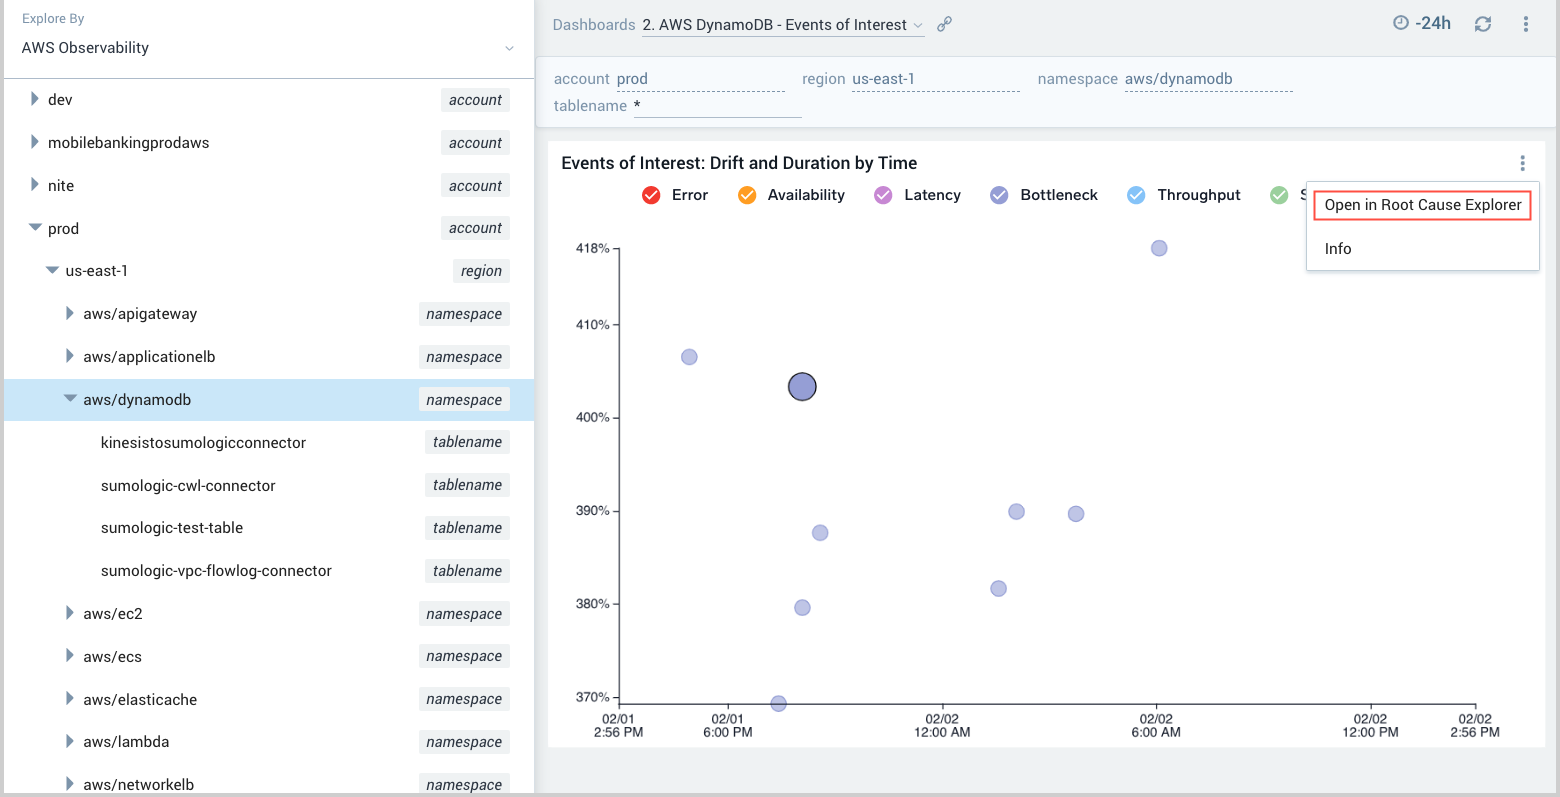 Explore By
AWS Observability
dev account
mobilebankingprodaws account
nite account
prod account
us-east-1 region
aws/apigateway namespace
aws/applicationelb namespace
aws/dynamodb namespace
kinesistosumologicconnector tablename
sumologic-cwl-connector tablename
sumologic-test-table tablename
sumologic-vpc-flowlog-connector tablename
aws/ec2 namespace
aws/ecs namespace
aws/elasticache namespace
aws/lambda namespace
aws/networkelb namespace
Dashboards 2. AWS DynamoDB - Events of Interest
-24h
account prod region us-east-1 namespace aws/dynamodb
tablename *
Events of Interest: Drift and Duration by Time
Error Availability Latency Bottleneck Throughput
Open in Root Cause Explorer
Info
418%
410%
400%
390%
380%
370%
02/01 02/01 02/02 02/02 02/02 02/02
2:56 PM 6:00 PM 12:00 AM 6:00 AM 12:00 PM 2:56 PM